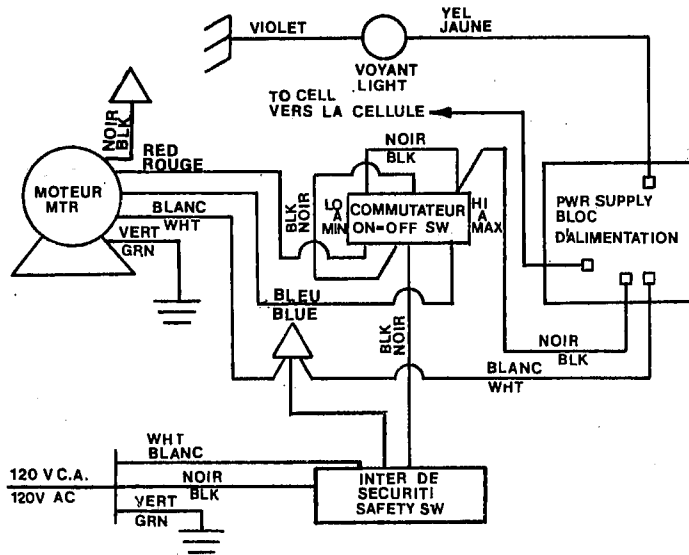 VIOLET
YEL
JAUNE
VOYANT
LIGHT
TO CELL
VERS LA CELLULE
NOIR
BLK
NOIR
BLK
RED
ROUGE
MOTEUR
MTR
BLANC
WHT
VERT
GRN
BLK
NOIR
LO
A
MIN
COMMUTATEUR
ON=OFF SW.
HI
A
MAX
PWR SUPPLY
BLOC
D'ALIMENTATION
BLEU
BLUE
BLK
NOIR
NOIR
BLK
BLANC
WHT
WHT
BLANC
120 V C.A.
120V AC
NOIR
BLK
VERT
GRN
INTER DE
SECURITI
SAFETY SW